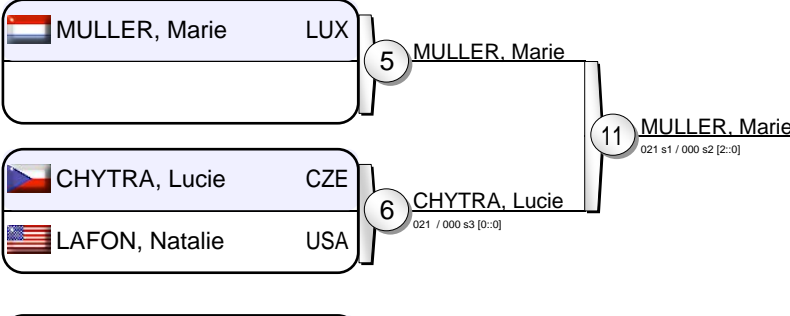 MULLER, Marie LUX
5
MULLER, Marie
CHYTRA, Lucie CZE
LAFON, Natalie USA
6
CHYTRA, Lucie
021 / 000 s3 [0::0]
11
MULLER, Marie
021 s1 / 000 s2 [2::0]